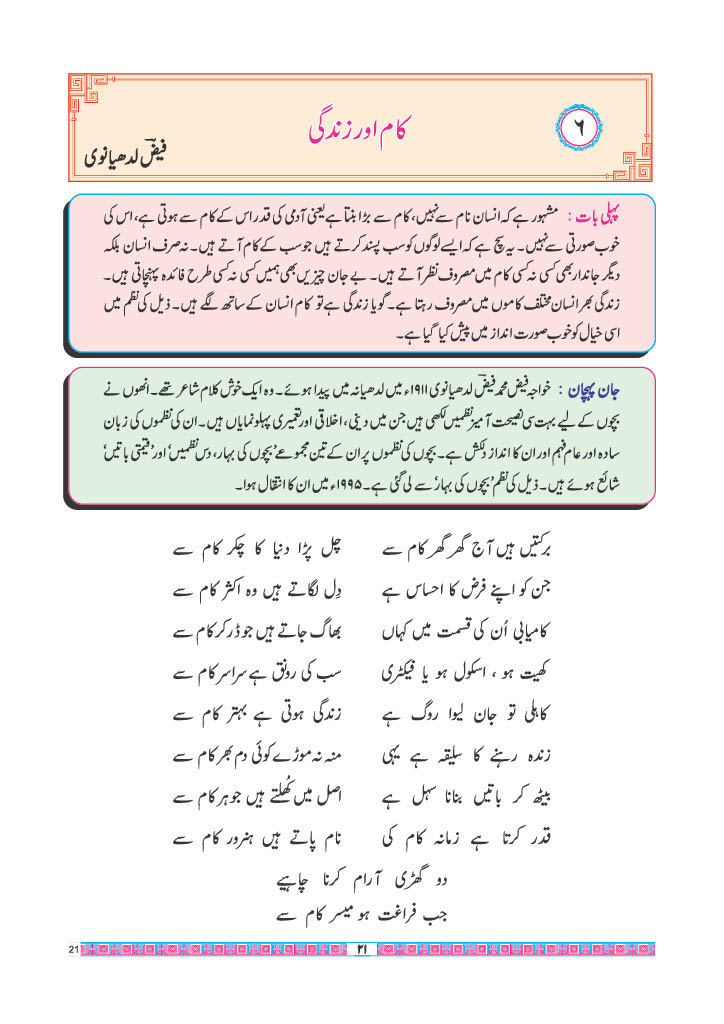 ۶
کام اور زندگی
فیضؔ لدھیانوی
پہلی بات : مشہور ہے کہ انسان نام سے نہیں، کام سے بڑا بنتا ہے یعنی آدمی کی قدر اس کے کام سے ہوتی ہے، اس کی
خوب صورتی سے نہیں۔ یہ سچ ہے کہ ایسے لوگوں کو سب پسند کرتے ہیں جو سب کے کام آتے ہیں۔ نہ صرف انسان بلکہ
دیگر جاندار بھی کسی نہ کسی کام میں مصروف نظر آتے ہیں۔ بے جان چیزیں بھی ہمیں کسی نہ کسی طرح فائدہ پہنچاتی ہیں۔
زندگی بھر انسان مختلف کاموں میں مصروف رہتا ہے۔ گویا زندگی ہے تو کام انسان کے ساتھ لگے ہیں۔ ذیل کی نظم میں
اسی خیال کو خوب صورت انداز میں پیش کیا گیا ہے۔
جان پہچان : خواجہ فیض محمد فیضؔ لدھیانوی ۱۹۱۱ء میں لدھیانہ میں پیدا ہوئے۔ وہ ایک خوش کلام شاعر تھے۔ انھوں نے
بچوں کے لیے بہت سی نصیحت آمیز نظمیں لکھی ہیں جن میں دینی، اخلاقی اور تعمیری پہلو نمایاں ہیں۔ ان کی نظموں کی زبان
سادہ اور عام فہم اور ان کا انداز دلکش ہے۔ بچوں کی نظموں پر ان کے تین مجموعے ’بچوں کی بہار، دس نظمیں‘ اور ’قیمتی باتیں‘
شائع ہوئے ہیں۔ ذیل کی نظم ’بچوں کی بہار‘ سے لی گئی ہے۔ ۱۹۹۵ء میں ان کا انتقال ہوا۔
برکتیں ہیں آج گھر گھر کام سے چل پڑا دنیا کا چکر کام سے
جن کو اپنے فرض کا احساس ہے دِل لگاتے ہیں وہ اکثر کام سے
کامیابی اُن کی قسمت میں کہاں بھاگ جاتے ہیں جو ڈر کر کام سے
کھیت ہو ، اسکول ہو یا فیکٹری سب کی رونق ہے سراسر کام سے
کاہلی تو جان لیوا روگ ہے زندگی ہوتی ہے بہتر کام سے
زندہ رہنے کا سلیقہ ہے یہی منہ نہ موڑے کوئی دم بھر کام سے
بیٹھ کر باتیں بنانا سہل ہے اصل میں کُھلتے ہیں جوہر کام سے
قدر کرتا ہے زمانہ کام کی نام پاتے ہیں ہنرور کام سے
دو گھڑی آرام کرنا چاہیے
جب فراغت ہو میسر کام سے
۲۱
21